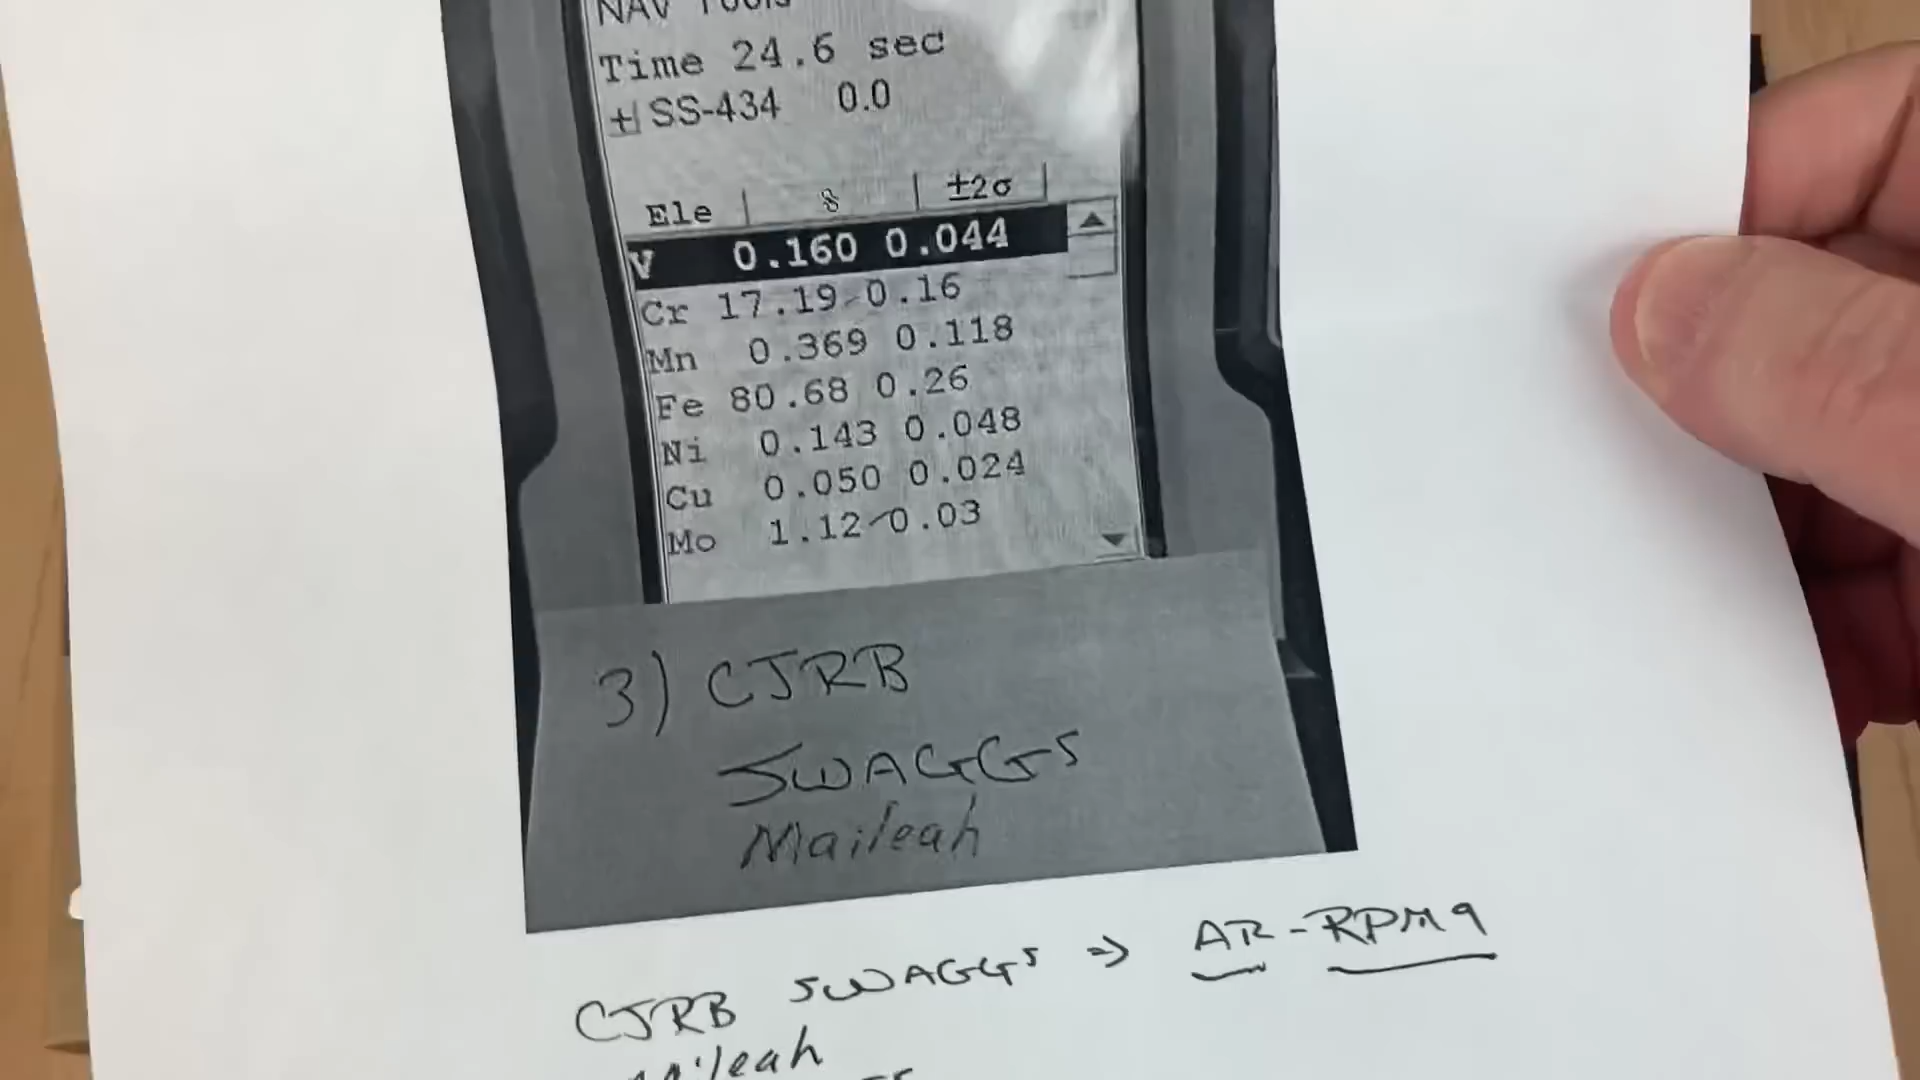 NAV Tools
Time 24.6 sec
+ SS-434 0.0
Ele | % | ±2σ |
V 0.160 0.044
Cr 17.19 0.16
Mn 0.369 0.118
Fe 80.68 0.26
Ni 0.143 0.048
Cu 0.050 0.024
Mo 1.12 0.03
3) CJRB
SWAGGS
Maileah
CJRB SWAGGS => AR-RPM9
Maileah